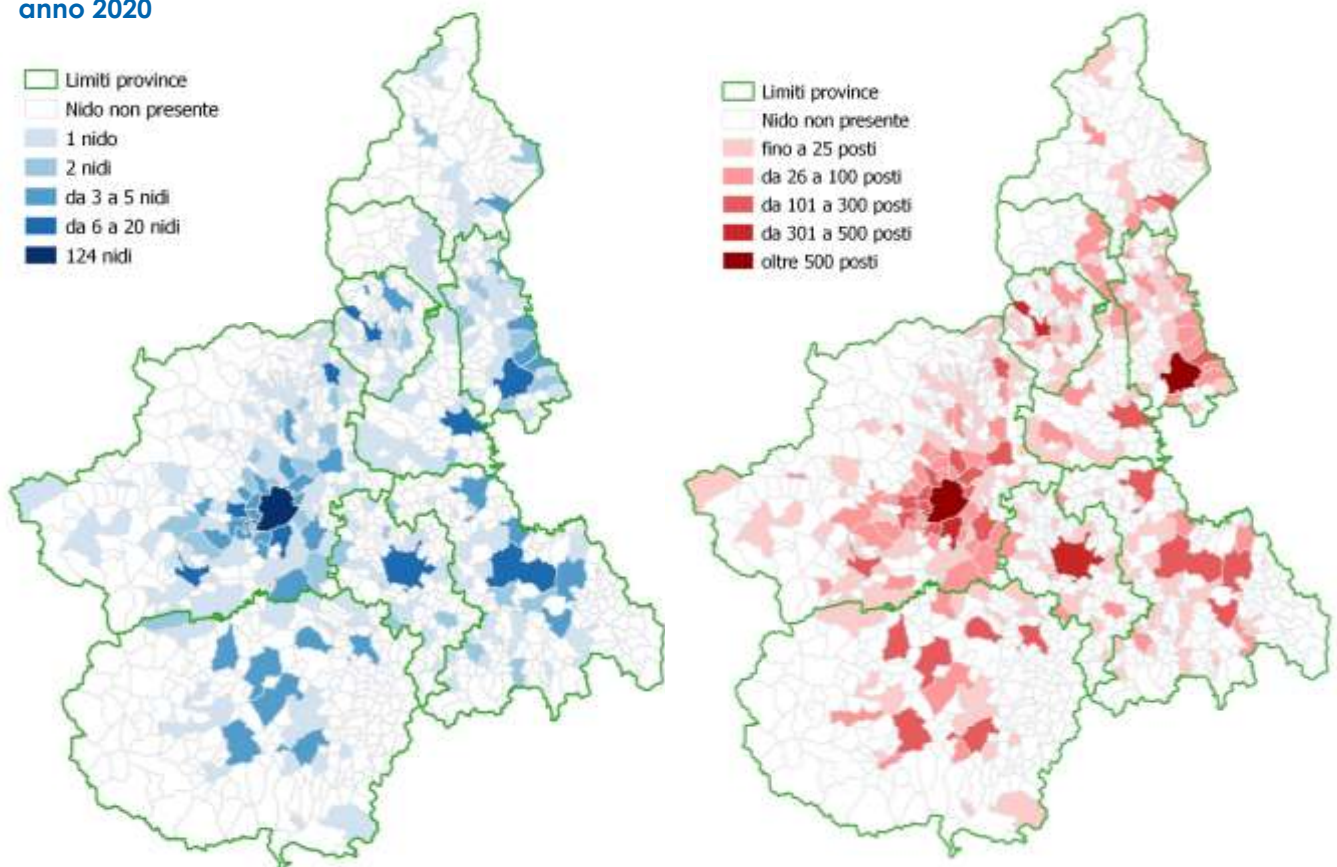 anno 2020
Limiti province
Nido non presente
1 nido
2 nidi
da 3 a 5 nidi
da 6 a 20 nidi
124 nidi
Limiti province
Nido non presente
fino a 25 posti
da 26 a 100 posti
da 101 a 300 posti
da 301 a 500 posti
oltre 500 posti